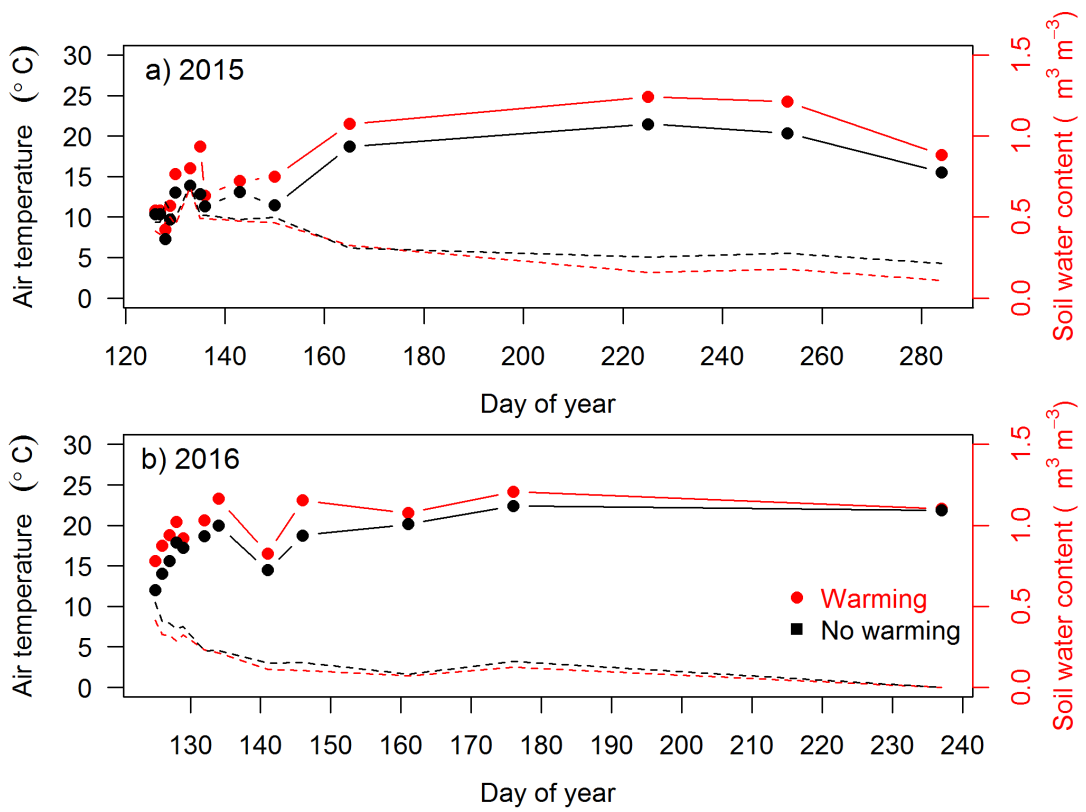 a) 2015
Air temperature (° C)
30
25
20
15
10
5
0
Soil water content ( m³ m⁻³)
1.5
1.0
0.5
0.0
120 140 160 180 200 220 240 260 280
Day of year
b) 2016
Air temperature (° C)
30
25
20
15
10
5
0
Soil water content ( m³ m⁻³)
1.5
1.0
0.5
0.0
Warming
No warming
130 140 150 160 170 180 190 200 210 220 230 240
Day of year